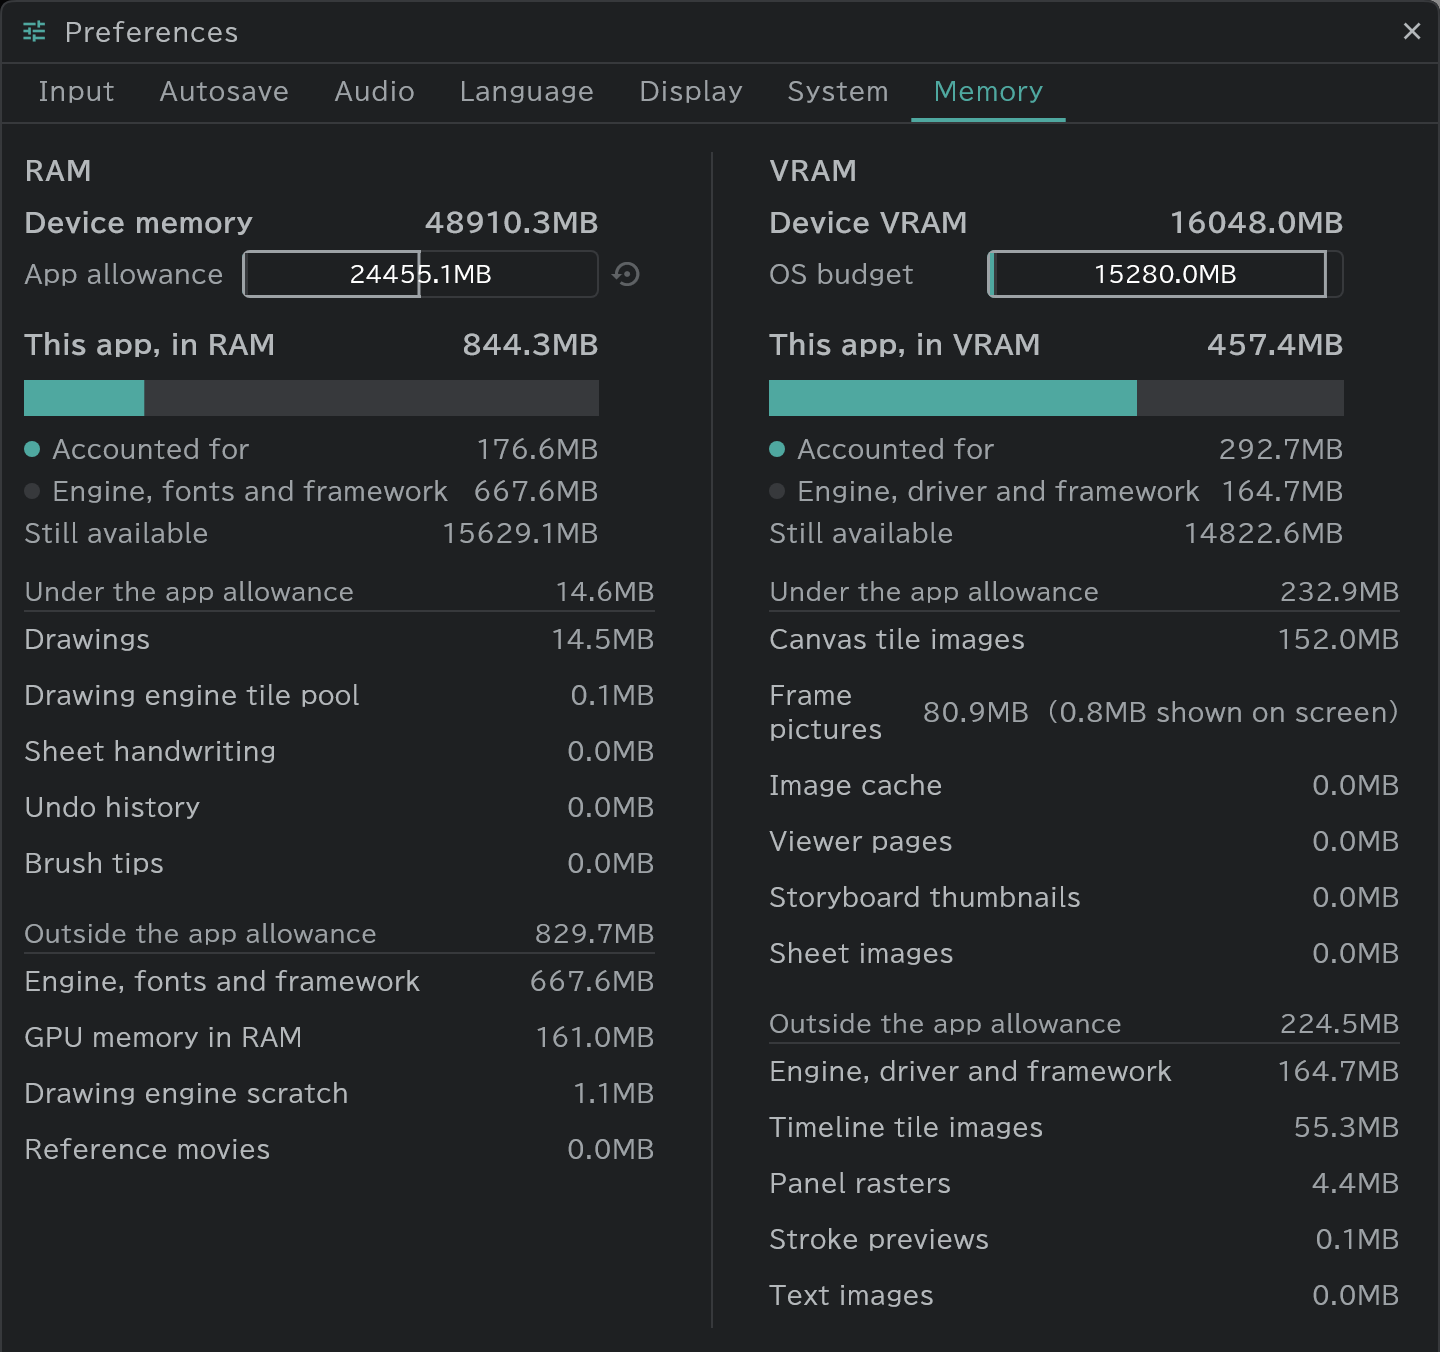 Preferences
Input Autosave Audio Language Display System Memory
RAM
Device memory 48910.3MB
App allowance 24455.1MB
This app, in RAM 844.3MB
Accounted for 176.6MB
Engine, fonts and framework 667.6MB
Still available 15629.1MB
Under the app allowance 14.6MB
Drawings 14.5MB
Drawing engine tile pool 0.1MB
Sheet handwriting 0.0MB
Undo history 0.0MB
Brush tips 0.0MB
Outside the app allowance 829.7MB
Engine, fonts and framework 667.6MB
GPU memory in RAM 161.0MB
Drawing engine scratch 1.1MB
Reference movies 0.0MB
VRAM
Device VRAM 16048.0MB
OS budget 15280.0MB
This app, in VRAM 457.4MB
Accounted for 292.7MB
Engine, driver and framework 164.7MB
Still available 14822.6MB
Under the app allowance 232.9MB
Canvas tile images 152.0MB
Frame
pictures 80.9MB (0.8MB shown on screen)
Image cache 0.0MB
Viewer pages 0.0MB
Storyboard thumbnails 0.0MB
Sheet images 0.0MB
Outside the app allowance 224.5MB
Engine, driver and framework 164.7MB
Timeline tile images 55.3MB
Panel rasters 4.4MB
Stroke previews 0.1MB
Text images 0.0MB